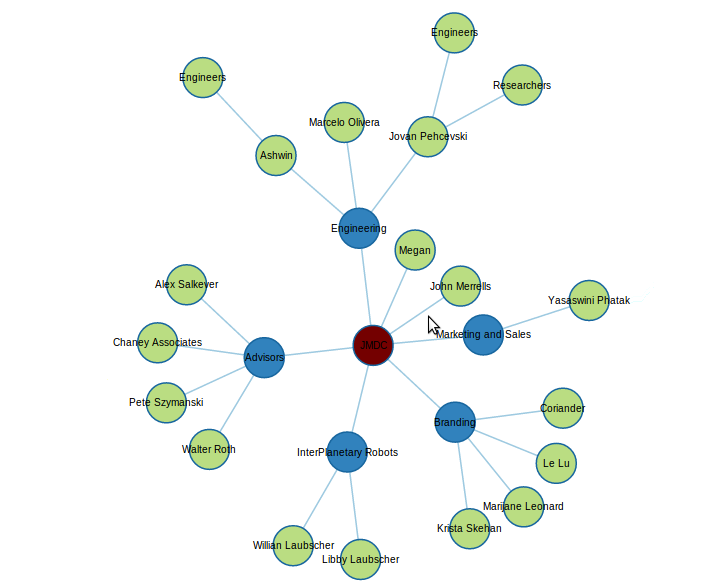 Engineers
Engineers
Researchers
Marcelo Olivera
Jovan Pehcevski
Ashwin
Engineering
Megan
Alex Salkever
John Merrells
Yasaswini Phatak
Marketing and Sales
Chaney Associates
JMDC
Advisors
Pete Szymanski
Coriander
Branding
Walter Roth
InterPlanetary Robots
Le Lu
Marijane Leonard
Krista Skehan
Willian Laubscher
Libby Laubscher